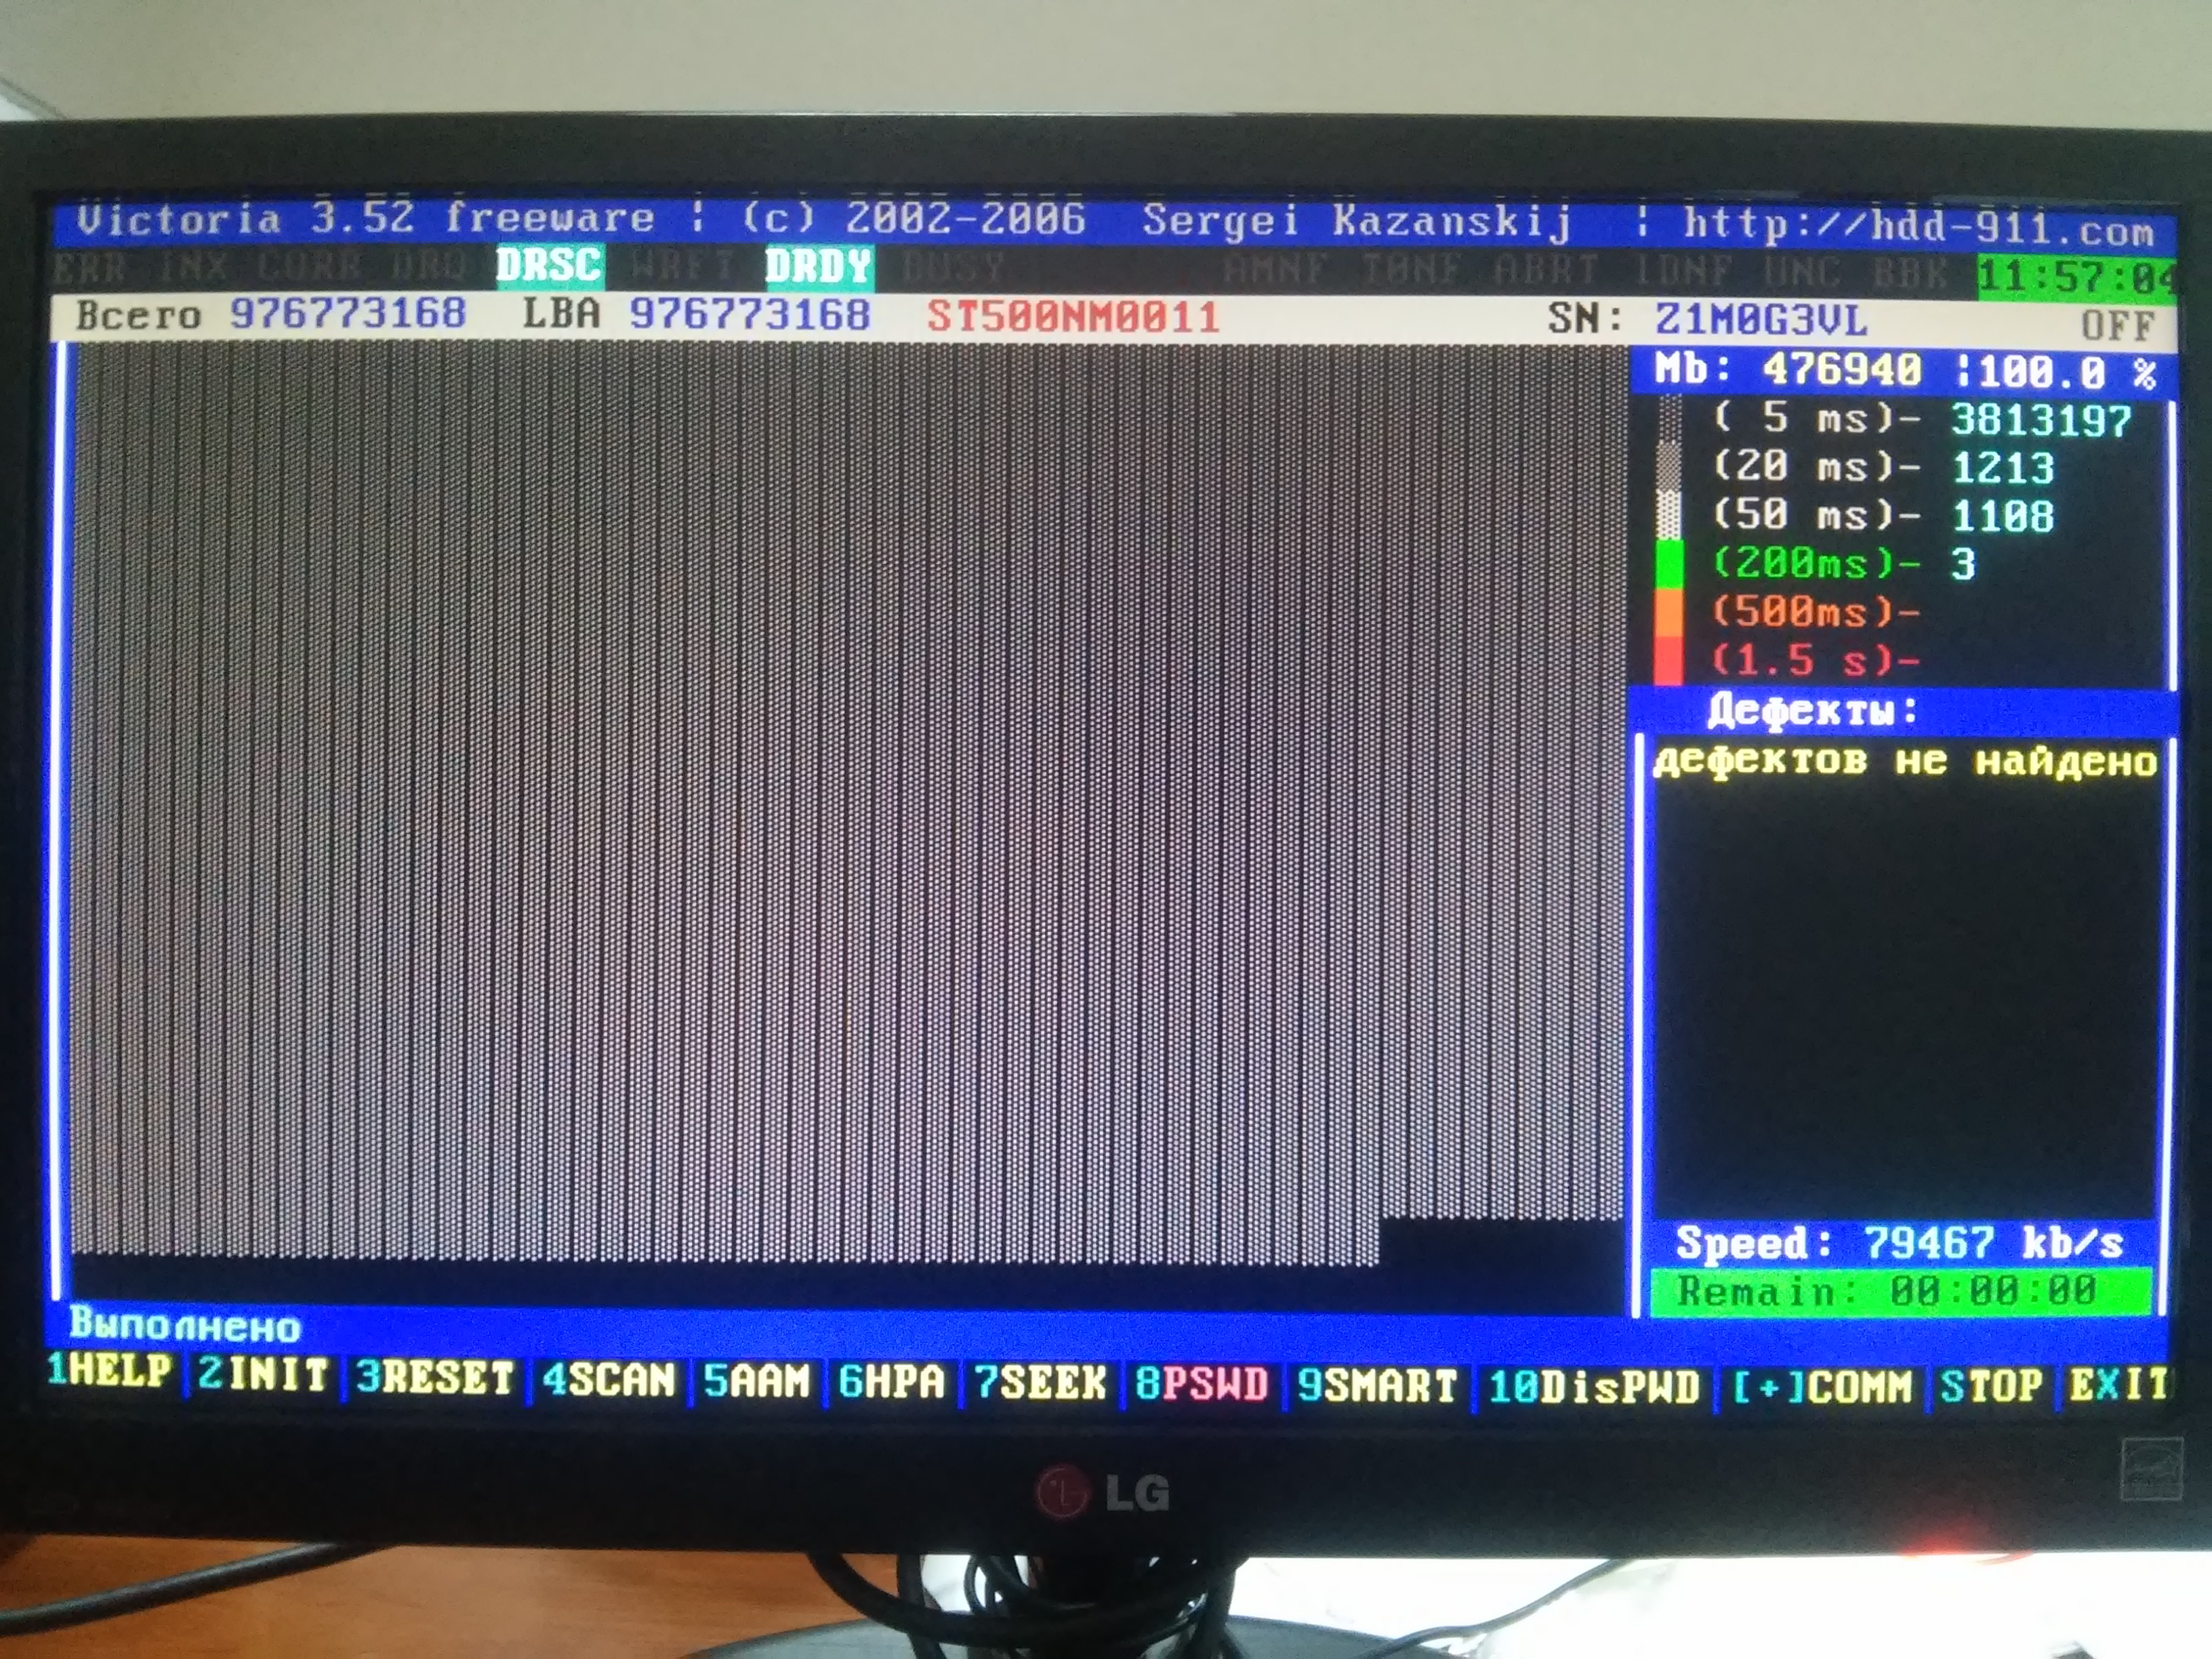 Victoria 3.52 freeware ¦ (c) 2002-2006 Sergei Kazanskij ¦ http://hdd-911.com
ERR INX CORR DRQ DRSC WRFT DRDY BUSY AMNF T0NF ABRT IDNF UNC BBK 11:57:04
Всего 976773168 LBA 976773168 ST500NM0011 SN: Z1M0G3VL OFF
Mb: 476940 ¦100.0 %
( 5 ms)- 3813197
(20 ms)- 1213
(50 ms)- 1108
(200ms)- 3
(500ms)-
(1.5 s)-
Дефекты:
дефектов не найдено
Speed: 79467 kb/s
Remain: 00:00:00
Выполнено
1HELP 2INIT 3RESET 4SCAN 5AAM 6HPA 7SEEK 8PSWD 9SMART 10DisPWD [+]COMM STOP EXIT
LG